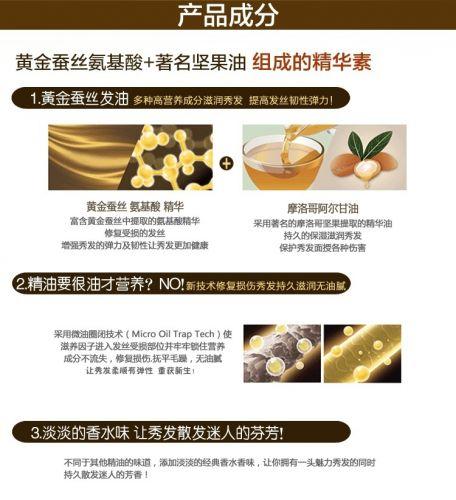 产品成分
黄金蚕丝氨基酸+著名坚果油 组成的精华素
1.黃金蚕丝发油 多种高营养成分滋润秀发 提高发丝韧性弹力!
黄金蚕丝 氨基酸 精华
富含黄金蚕丝中提取的氨基酸精华
修复受损的发丝
增强秀发的弹力及韧性让秀发更加健康
+
摩洛哥阿尔甘油
采用著名的摩洛哥坚果提取的精华油
持久的保湿滋润秀发
保护秀发面授各种伤害
2.精油要很油才营养? NO! 新技术修复损伤秀发持久滋润无油腻
采用微油圈闭技术 (Micro Oil Trap Tech) 使
滋养因子进入发丝受损部位并牢牢锁住营养
成分不流失，修复损伤.抚平毛躁，无油腻
让秀发柔顺有弹性 重获新生!
3.淡淡的香水味 让秀发散发迷人的芬芳!
不同于其他精油的味道，添加淡淡的经典香水香味，让你拥有一头魅力秀发的同时
持久散发迷人的芳香！